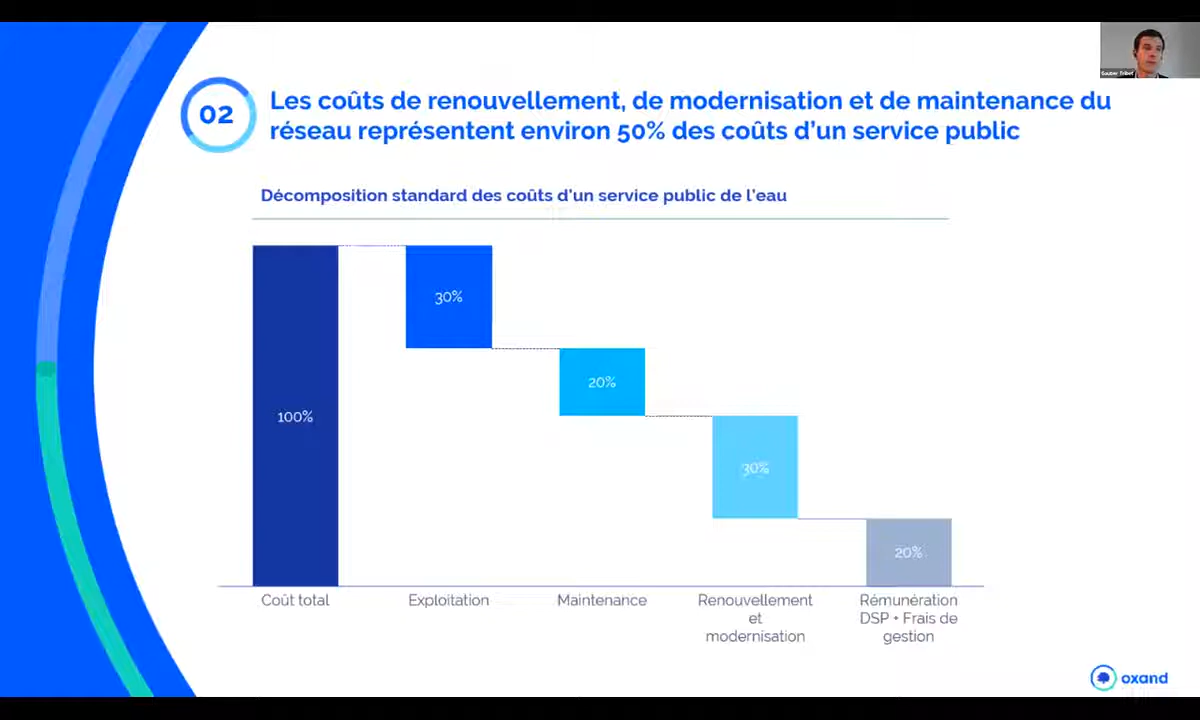 02
Les coûts de renouvellement, de modernisation et de maintenance du
réseau représentent environ 50% des coûts d'un service public
Décomposition standard des coûts d'un service public de l'eau
100%
30%
20%
30%
20%
Coût total
Exploitation
Maintenance
Renouvellement
et
modernisation
Rémunération
DSP + Frais de
gestion
oxand